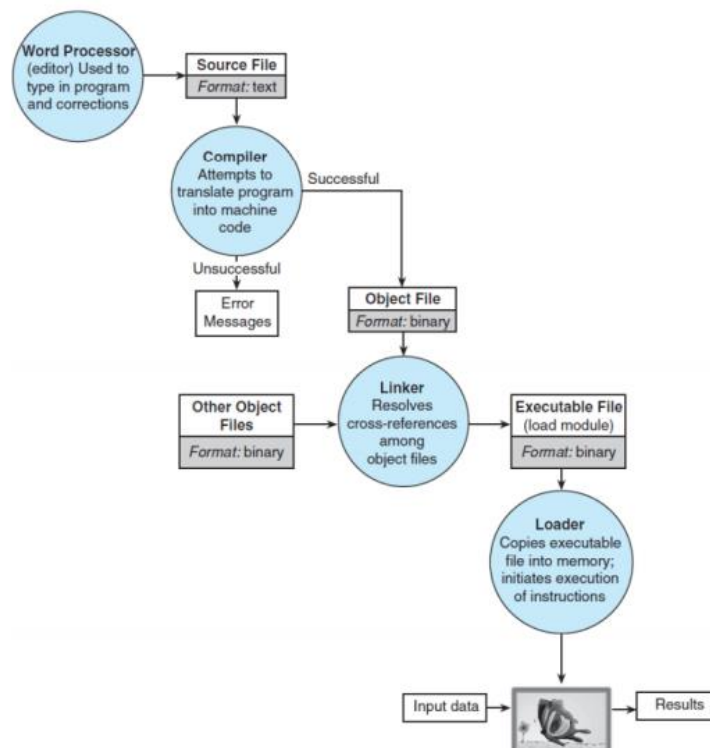 Word Processor
(editor) Used to
type in program
and corrections
Source File
Format: text
Compiler
Attempts to
translate program
into machine
code
Successful
Unsuccessful
Error
Messages
Object File
Format: binary
Other Object
Files
Format: binary
Linker
Resolves
cross-references
among
object files
Executable File
(load module)
Format: binary
Loader
Copies executable
file into memory;
initiates execution
of instructions
Input data
Results